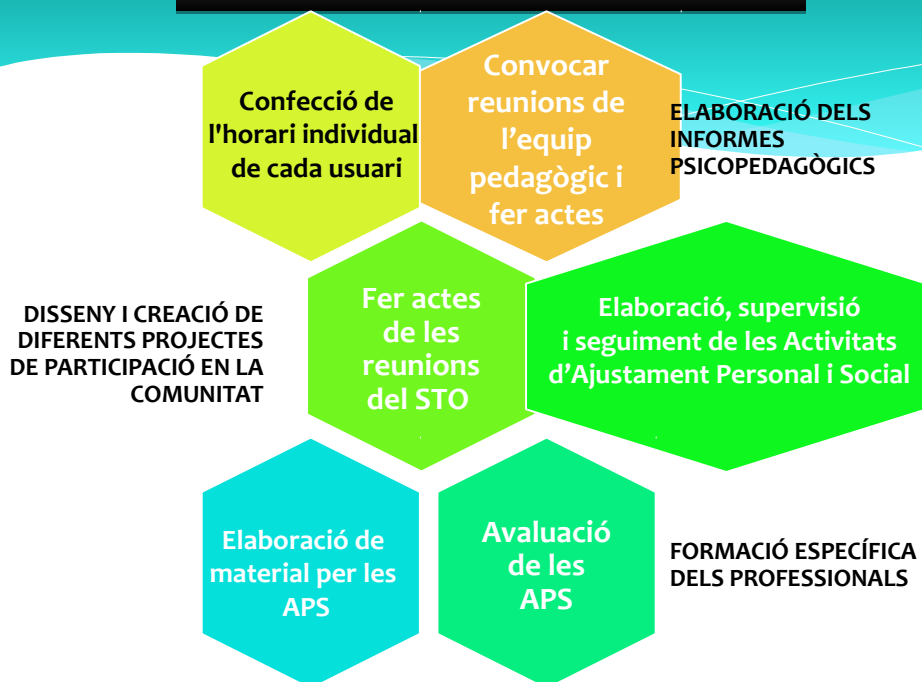 Confecció de
l'horari individual
de cada usuari
Convocar
reunions de
l’equip
pedagògic i
fer actes
ELABORACIÓ DELS
INFORMES
PSICOPEDAGÒGICS
DISSENY I CREACIÓ DE
DIFERENTS PROJECTES
DE PARTICIPACIÓ EN LA
COMUNITAT
Fer actes
de les
reunions
del STO
Elaboració, supervisió
i seguiment de les Activitats
d’Ajustament Personal i Social
Elaboració de
material per les
APS
Avaluació
de les
APS
FORMACIÓ ESPECÍFICA
DELS PROFESSIONALS